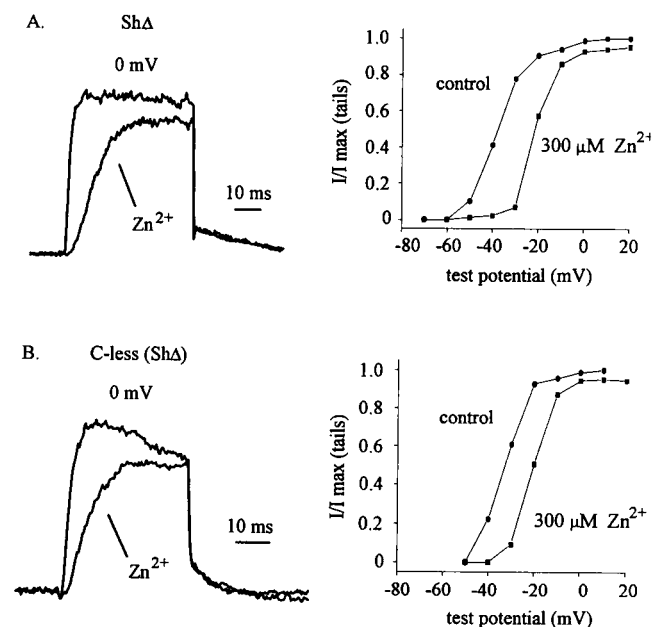 A. ShΔ
0 mV
Zn²⁺
10 ms
I/I max (tails)
1.0
0.8
0.6
0.4
0.2
0
control
300 μM Zn²⁺
-80 -60 -40 -20 0 20
test potential (mV)
B. C-less (ShΔ)
0 mV
Zn²⁺
10 ms
I/I max (tails)
1.0
0.8
0.6
0.4
0.2
0
control
300 μM Zn²⁺
-80 -60 -40 -20 0 20
test potential (mV)